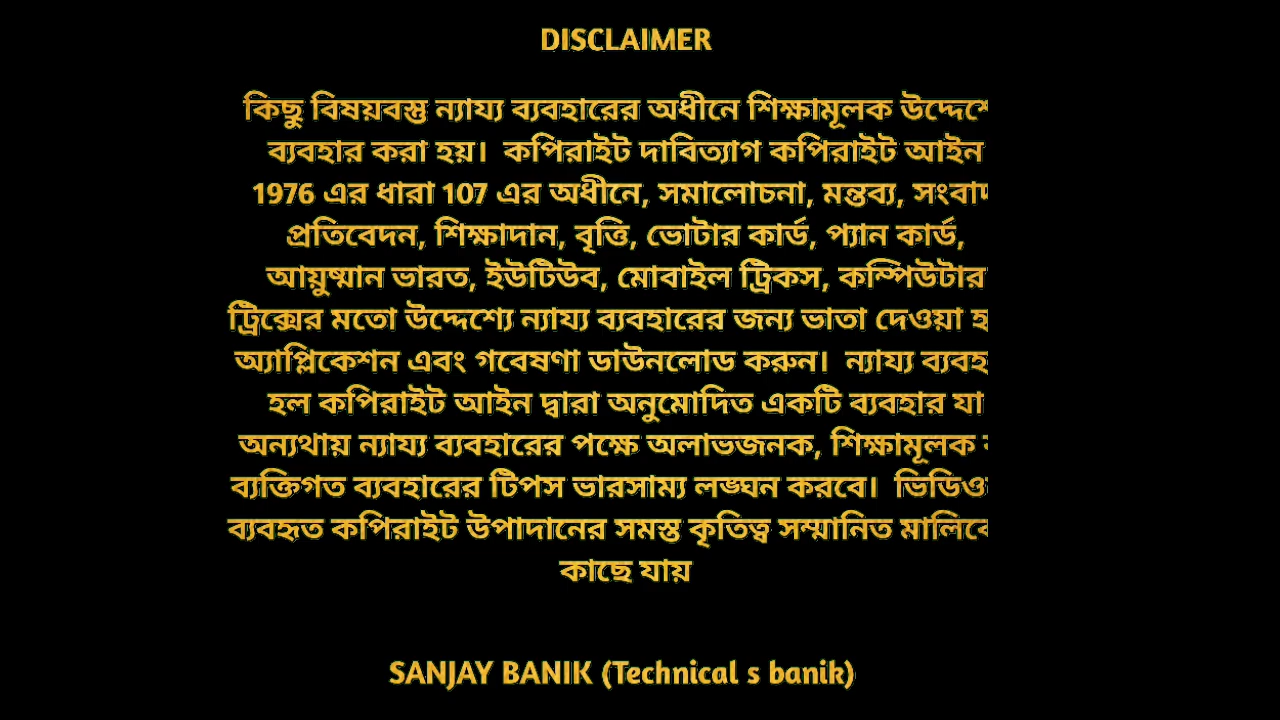 DISCLAIMER
কিছু বিষয়বস্তু ন্যায্য ব্যবহারের অধীনে শিক্ষামূলক
ব্যবহার করা হয়। কপিরাইট দাবিত্যাগ কপিরাইট আইন
1976 এর ধারা 107 এর অধীনে, সমালোচনা, মন্তব্য,
প্রতিবেদন, শিক্ষাদান, বৃত্তি, ভোটার কার্ড, প্যান কার্ড,
আয়ুষ্মান ভারত, ইউটিউব, মোবাইল ট্রিকস, কম্পিউটার
ট্রিক্সের মতো উদ্দেশ্যে ন্যায্য ব্যবহারের জন্য ভাতা দেওয়া
অ্যাপ্লিকেশন এবং গবেষণা ডাউনলোড করুন। ন্যায্য
হল কপিরাইট আইন দ্বারা অনুমোদিত একটি ব্যবহার যা
অন্যথায় ন্যায্য ব্যবহারের পক্ষে অলাভজনক, শিক্ষামূলক
ব্যক্তিগত ব্যবহারের টিপস ভারসাম্য লঙ্ঘন করবে।
ব্যবহৃত কপিরাইট উপাদানের সমস্ত কৃতিত্ব সম্মানিত
কাছে যায়
SANJAY BANIK (Technical s banik)